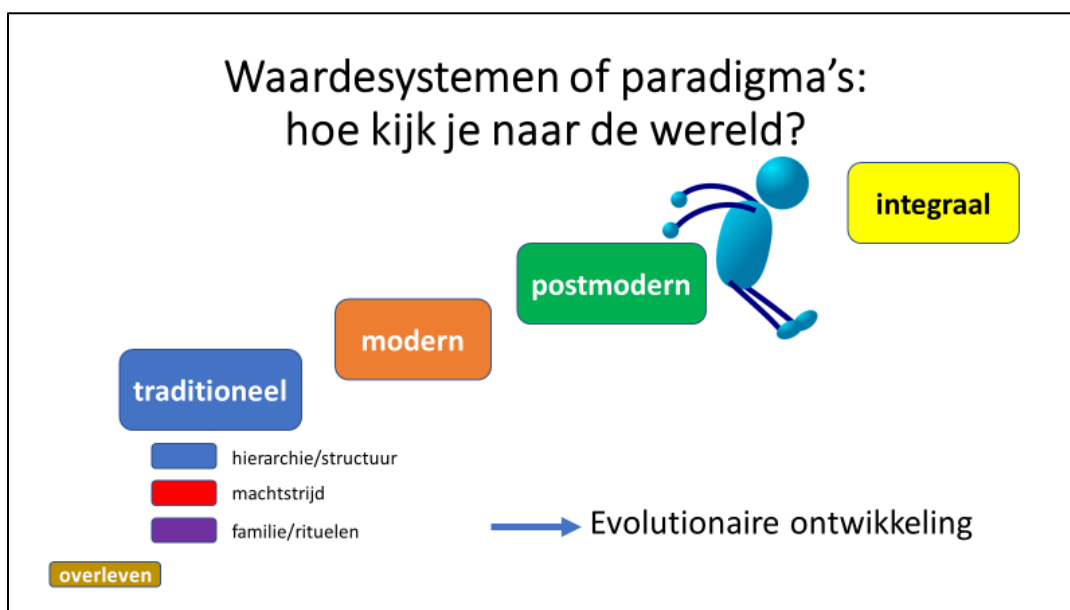 Waardesystemen of paradigma's:
hoe kijk je naar de wereld?
integraal
postmodern
modern
traditioneel
hierarchie/structuur
machtstrijd
familie/rituelen
Evolutionaire ontwikkeling
overleven